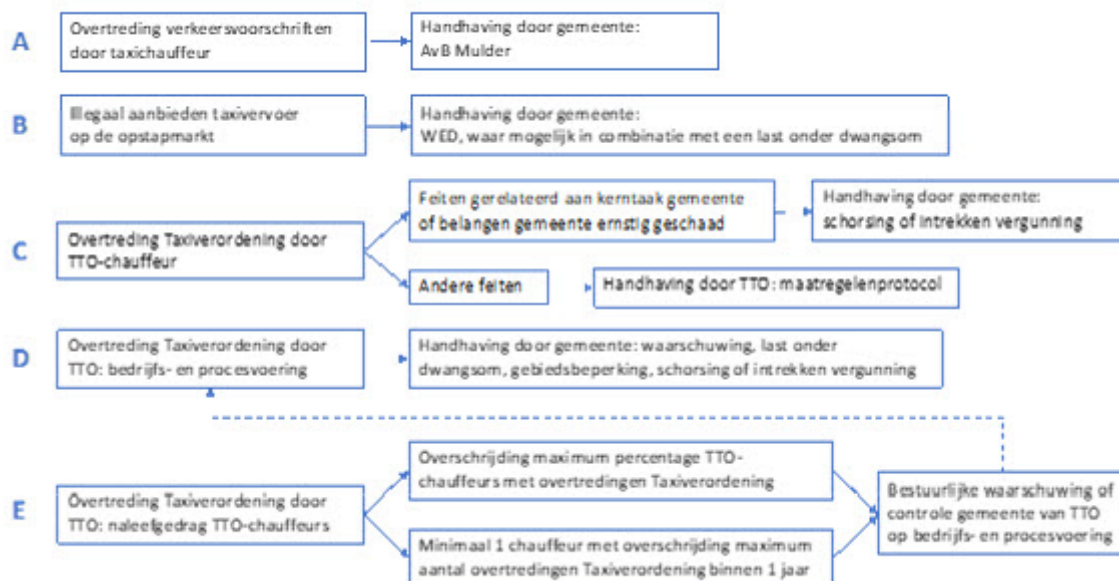 A
Overtreding verkeersvoorschriften
door taxichauffeur
Handhaving door gemeente:
AvB Mulder
B
Illegaal aanbieden taxivervoer
op de opstapmarkt
Handhaving door gemeente:
WED, waar mogelijk in combinatie met een last onder dwangsom
C
Overtreding Taxiverordening door
TTO-chauffeur
Feiten gerelateerd aan kerntaak gemeente
of belangen gemeente ernstig geschaad
Handhaving door gemeente:
schorsing of intrekken vergunning
Andere feiten
Handhaving door TTO: maatregelenprotocol
D
Overtreding Taxiverordening door
TTO: bedrijfs- en procesvoering
Handhaving door gemeente: waarschuwing, last onder
dwangsom, gebiedsbeperking, schorsing of intrekken vergunning
E
Overtreding Taxiverordening door
TTO: naleefgedrag TTO-chauffeurs
Overschrijding maximum percentage TTO-
chauffeurs met overtredingen Taxiverordening
Minimaal 1 chauffeur met overschrijding maximum
aantal overtredingen Taxiverordening binnen 1 jaar
Bestuurlijke waarschuwing of
controle gemeente van TTO
op bedrijfs- en procesvoering